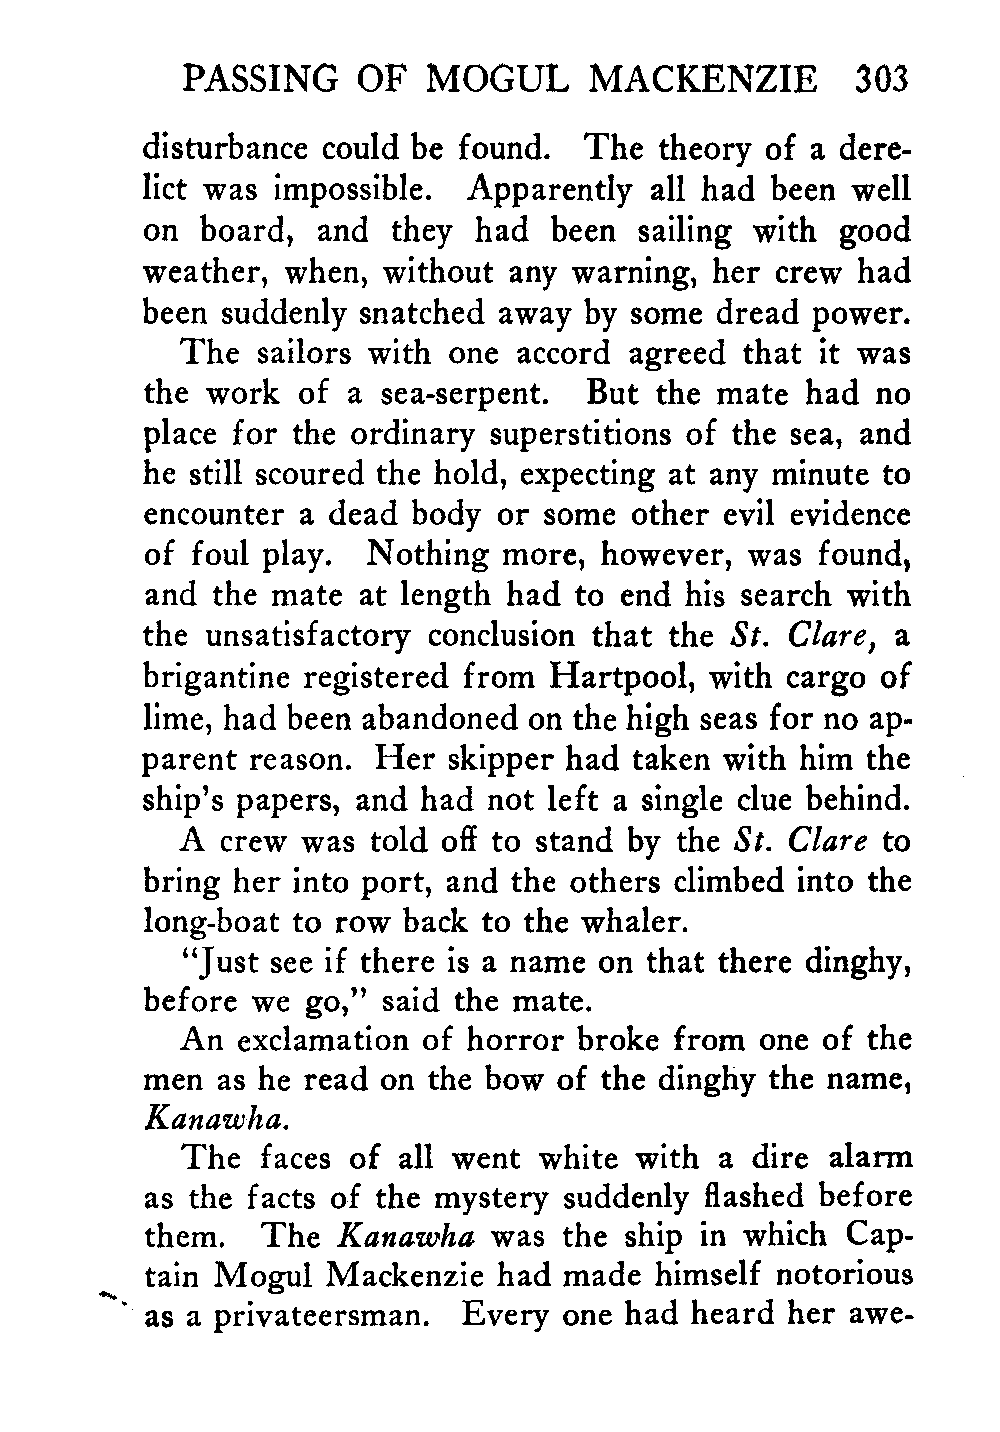 PASSING OF MOGUL MACKENZIE 303
disturbance could be found. The theory of a dere-
lict was impossible. Apparently all had been well
on board, and they had been sailing with good
weather, when, without any warning, her crew had
been suddenly snatched away by some dread power.
The sailors with one accord agreed that it was
the work of a sea-serpent. But the mate had no
place for the ordinary superstitions of the sea, and
he still scoured the hold, expecting at any minute to
encounter a dead body or some other evil evidence
of foul play. Nothing more, however, was found,
and the mate at length had to end his search with
the unsatisfactory conclusion that the St. Clare, a
brigantine registered from Hartpool, with cargo of
lime, had been abandoned on the high seas for no ap-
parent reason. Her skipper had taken with him the
ship's papers, and had not left a single clue behind.
A crew was told off to stand by the St. Clare to
bring her into port, and the others climbed into the
long-boat to row back to the whaler.
"Just see if there is a name on that there dinghy,
before we go," said the mate.
An exclamation of horror broke from one of the
men as he read on the bow of the dinghy the name,
Kanawha.
The faces of all went white with a dire alarm
as the facts of the mystery suddenly flashed before
them. The Kanawha was the ship in which Cap-
tain Mogul Mackenzie had made himself notorious
as a privateersman. Every one had heard her awe-